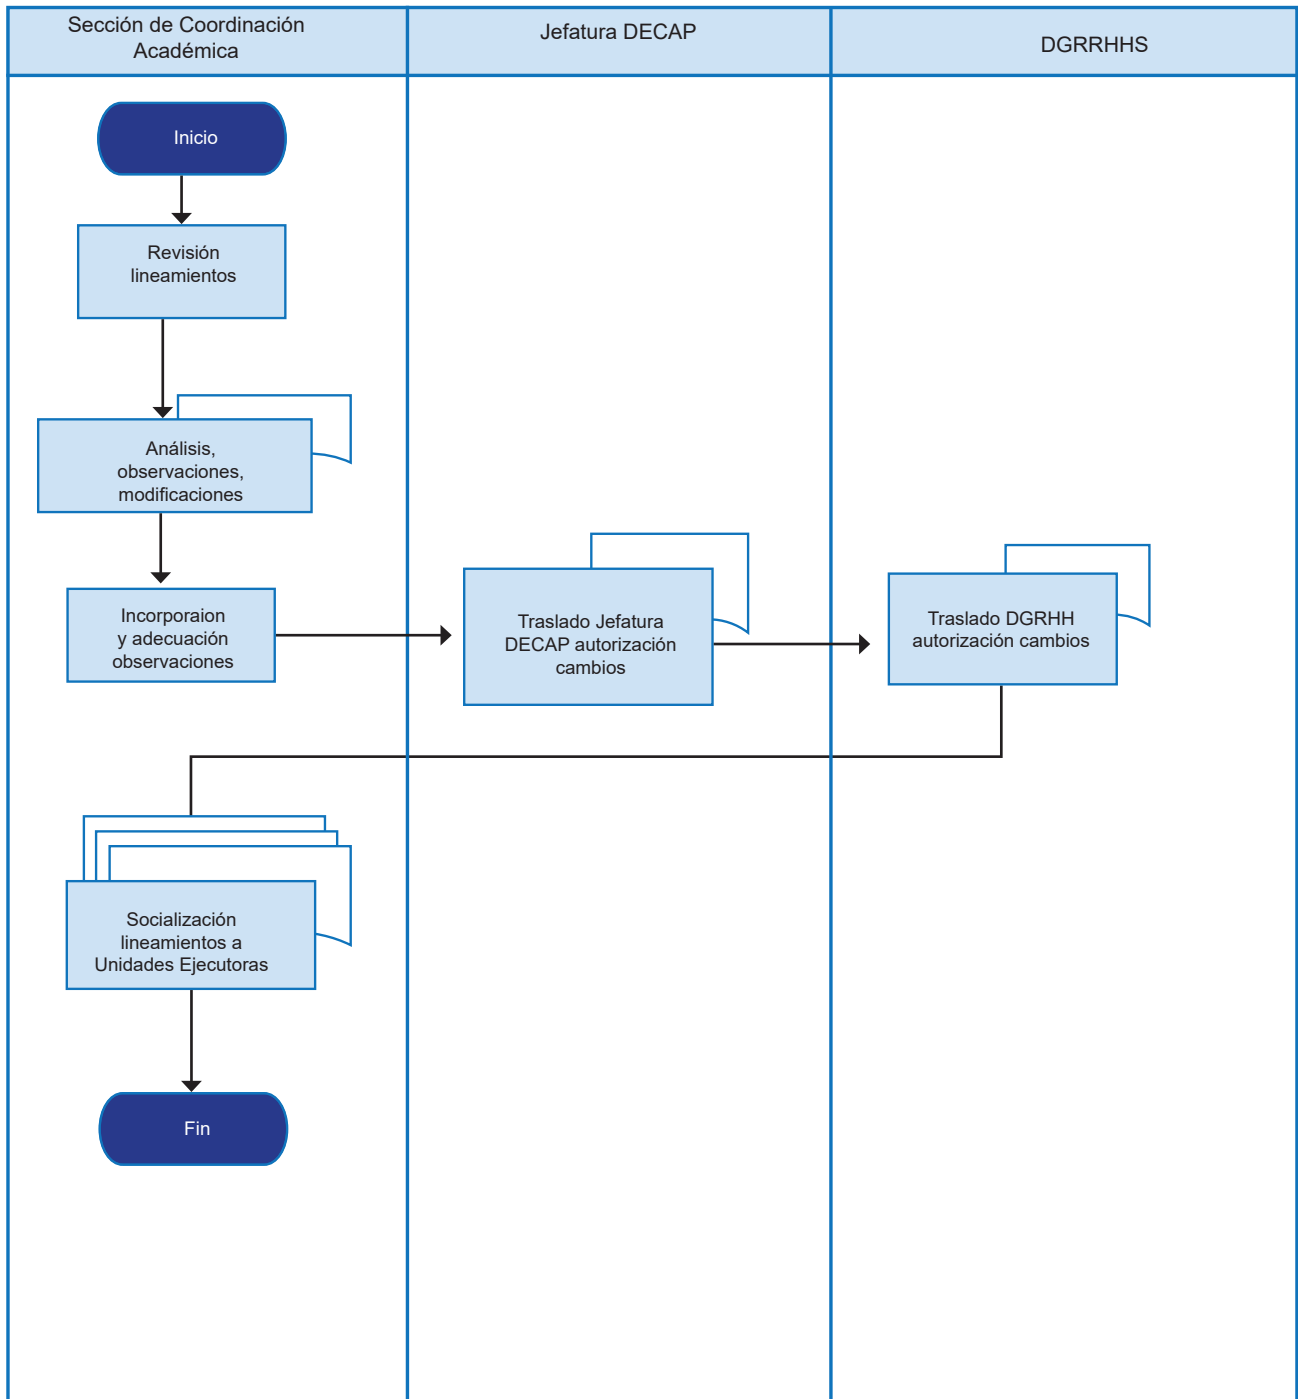 Sección de Coordinación
Académica
Jefatura DECAP
DGRRHHS
Inicio
Revisión
lineamientos
Análisis,
observaciones,
modificaciones
Incorporaion
y adecuación
observaciones
Traslado Jefatura
DECAP autorización
cambios
Traslado DGRHH
autorización cambios
Socialización
lineamientos a
Unidades Ejecutoras
Fin